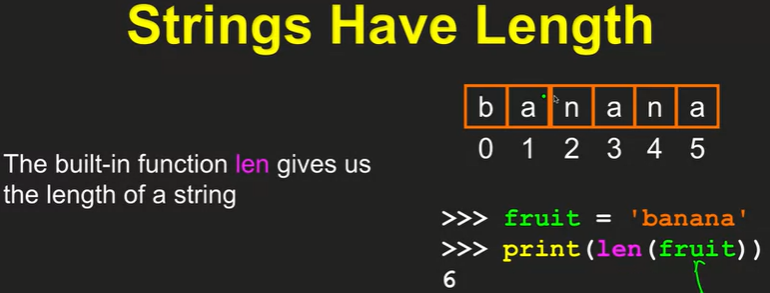 Strings Have Length
b a n a n a
0 1 2 3 4 5
The built-in function len gives us
the length of a string
>>> fruit = 'banana'
>>> print(len(fruit))
6